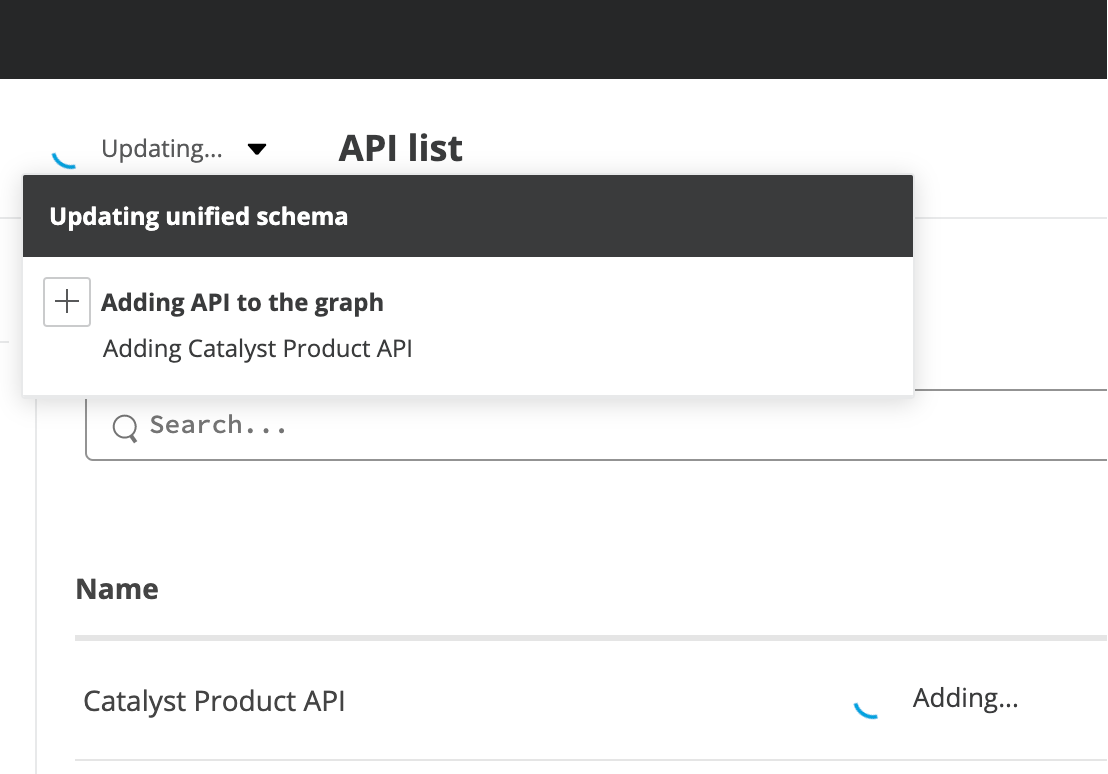 Updating...
API list
Updating unified schema
Adding API to the graph
Adding Catalyst Product API
Search...
Name
Catalyst Product API
Adding...